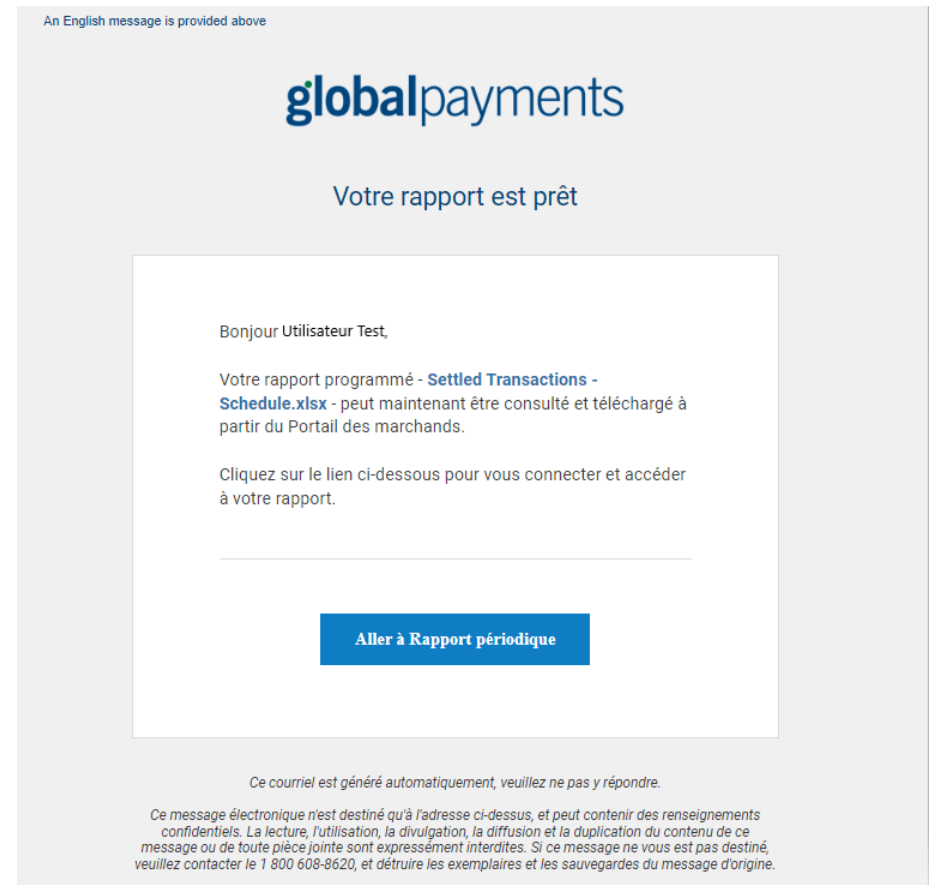 An English message is provided above
globalpayments
Votre rapport est prêt
Bonjour Utilisateur Test,
Votre rapport programmé - Settled Transactions -
Schedule.xlsx - peut maintenant être consulté et téléchargé à
partir du Portail des marchands.
Cliquez sur le lien ci-dessous pour vous connecter et accéder
à votre rapport.
Aller à Rapport périodique
Ce courriel est généré automatiquement, veuillez ne pas y répondre.
Ce message électronique n'est destiné qu'à l'adresse ci-dessus, et peut contenir des renseignements
confidentiels. La lecture, l'utilisation, la divulgation, la diffusion et la duplication du contenu de ce
message ou de toute pièce jointe sont expressément interdites. Si ce message ne vous est pas destiné,
veuillez contacter le 1 800 608-8620, et détruire les exemplaires et les sauvegardes du message d'origine.